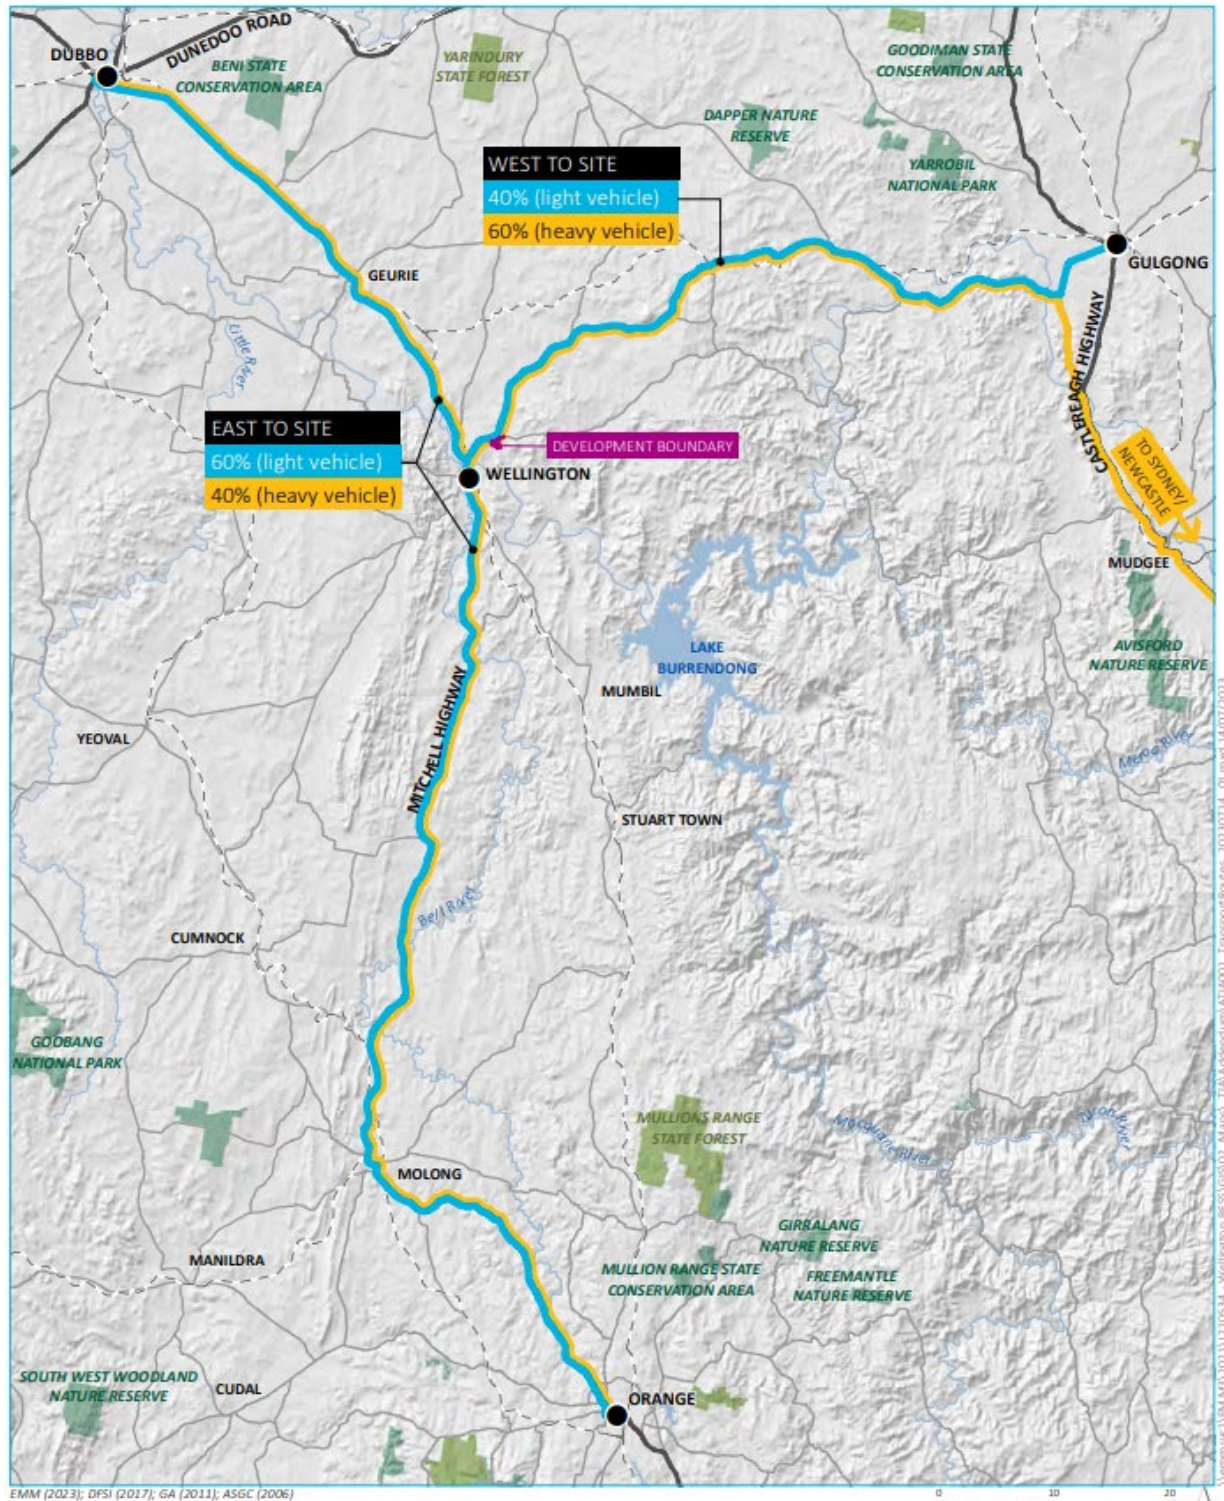 DUBBO
DUNEDOO ROAD
BENI STATE
CONSERVATION AREA
YARINDURY
STATE FOREST
GOODIMAN STATE
CONSERVATION AREA
DAPPER NATURE
RESERVE
YARROBIL
NATIONAL PARK
WEST TO SITE
40% (light vehicle)
60% (heavy vehicle)
GEURIE
GULGONG
Little River
CASTLEREAGH HIGHWAY
EAST TO SITE
60% (light vehicle)
40% (heavy vehicle)
DEVELOPMENT BOUNDARY
WELLINGTON
TO SYDNEY/
NEWCASTLE
MUDGEE
AVISFORD
NATURE RESERVE
LAKE
BURRENDONG
MUMBIL
MITCHELL HIGHWAY
YEOVAL
Meroo River
STUART TOWN
Bell River
CUMNOCK
GOOBANG
NATIONAL PARK
MULLIONS RANGE
STATE FOREST
Macquarie River
Turon River
MOLONG
GIRRALANG
NATURE RESERVE
MANILDRA
MULLION RANGE STATE
CONSERVATION AREA
FREEMANTLE
NATURE RESERVE
SOUTH WEST WOODLAND
NATURE RESERVE
CUDAL
ORANGE
EMM (2023); DFSI (2017); GA (2011); ASGC (2006)
0 10 20